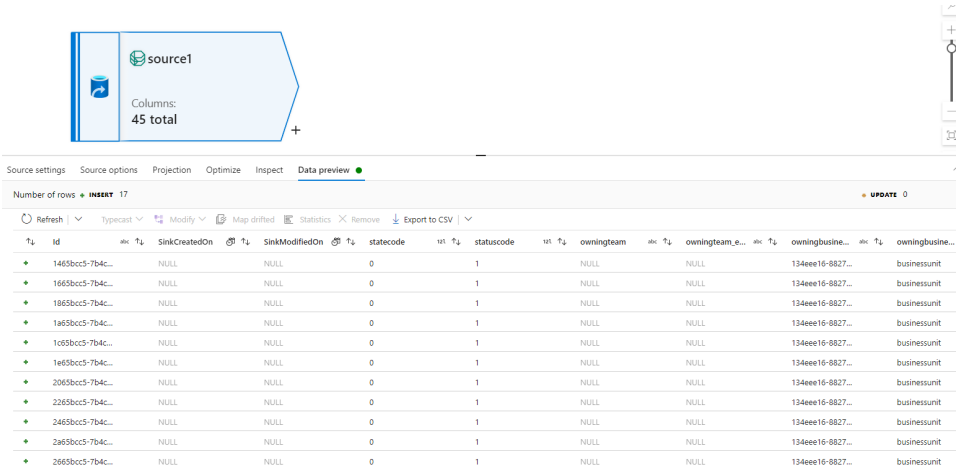 source1
Columns:
45 total
+
Source settings Source options Projection Optimize Inspect Data preview
Number of rows + INSERT 17 UPDATE 0
Refresh Typecast Modify Map drifted Statistics Remove Export to CSV
Id abc SinkCreatedOn SinkModifiedOn statecode 123 statuscode 123 owningteam abc owningteam_e... abc owningbusine... abc owningbusine...
+ 1465bcc5-7b4c... NULL NULL 0 1 NULL NULL 134eee16-8827... businessunit
+ 1665bcc5-7b4c... NULL NULL 0 1 NULL NULL 134eee16-8827... businessunit
+ 1865bcc5-7b4c... NULL NULL 0 1 NULL NULL 134eee16-8827... businessunit
+ 1a65bcc5-7b4c... NULL NULL 0 1 NULL NULL 134eee16-8827... businessunit
+ 1c65bcc5-7b4c... NULL NULL 0 1 NULL NULL 134eee16-8827... businessunit
+ 1e65bcc5-7b4c... NULL NULL 0 1 NULL NULL 134eee16-8827... businessunit
+ 2065bcc5-7b4c... NULL NULL 0 1 NULL NULL 134eee16-8827... businessunit
+ 2265bcc5-7b4c... NULL NULL 0 1 NULL NULL 134eee16-8827... businessunit
+ 2465bcc5-7b4c... NULL NULL 0 1 NULL NULL 134eee16-8827... businessunit
+ 2a65bcc5-7b4c... NULL NULL 0 1 NULL NULL 134eee16-8827... businessunit
+ 2665bcc5-7b4c... NULL NULL 0 1 NULL NULL 134eee16-8827... businessunit